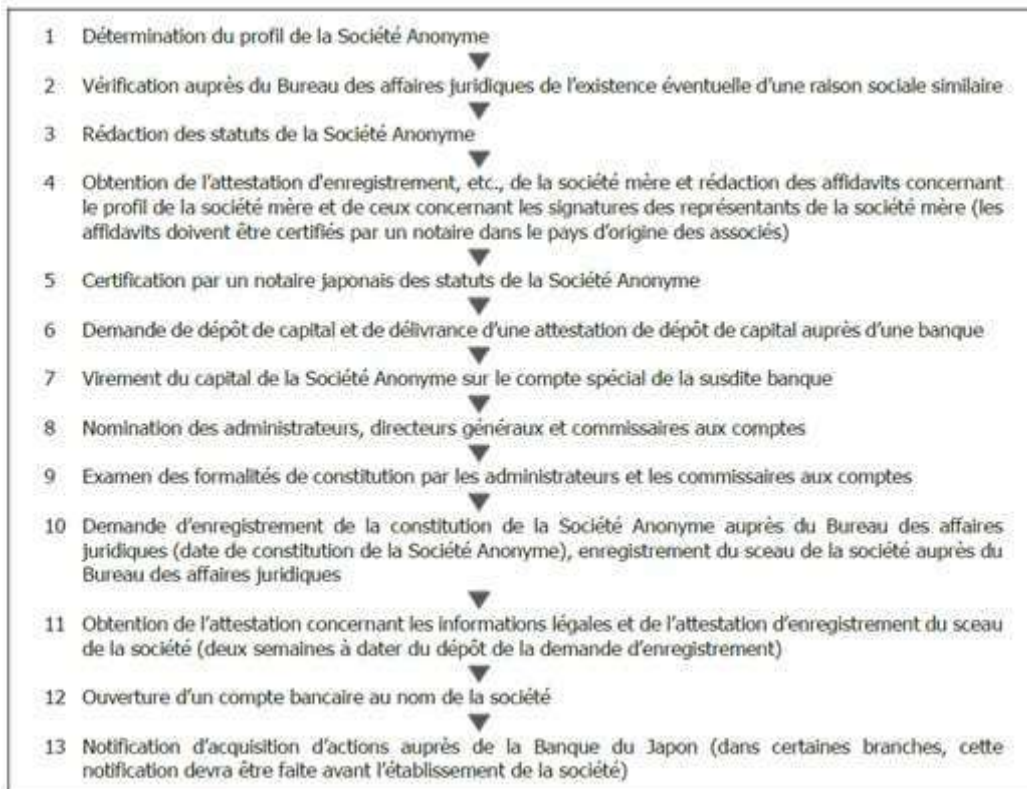 1 Détermination du profil de la Société Anonyme
2 Vérification auprès du Bureau des affaires juridiques de l'existence éventuelle d'une raison sociale similaire
3 Rédaction des statuts de la Société Anonyme
4 Obtention de l'attestation d'enregistrement, etc., de la société mère et rédaction des affidavits concernant
le profil de la société mère et de ceux concernant les signatures des représentants de la société mère (les
affidavits doivent être certifiés par un notaire dans le pays d'origine des associés)
5 Certification par un notaire japonais des statuts de la Société Anonyme
6 Demande de dépôt de capital et de délivrance d'une attestation de dépôt de capital auprès d'une banque
7 Virement du capital de la Société Anonyme sur le compte spécial de la susdite banque
8 Nomination des administrateurs, directeurs généraux et commissaires aux comptes
9 Examen des formalités de constitution par les administrateurs et les commissaires aux comptes
10 Demande d'enregistrement de la constitution de la Société Anonyme auprès du Bureau des affaires
juridiques (date de constitution de la Société Anonyme), enregistrement du sceau de la société auprès du
Bureau des affaires juridiques
11 Obtention de l'attestation concernant les informations légales et de l'attestation d'enregistrement du sceau
de la société (deux semaines à dater du dépôt de la demande d'enregistrement)
12 Ouverture d'un compte bancaire au nom de la société
13 Notification d'acquisition d'actions auprès de la Banque du Japon (dans certaines branches, cette
notification devra être faite avant l'établissement de la société)